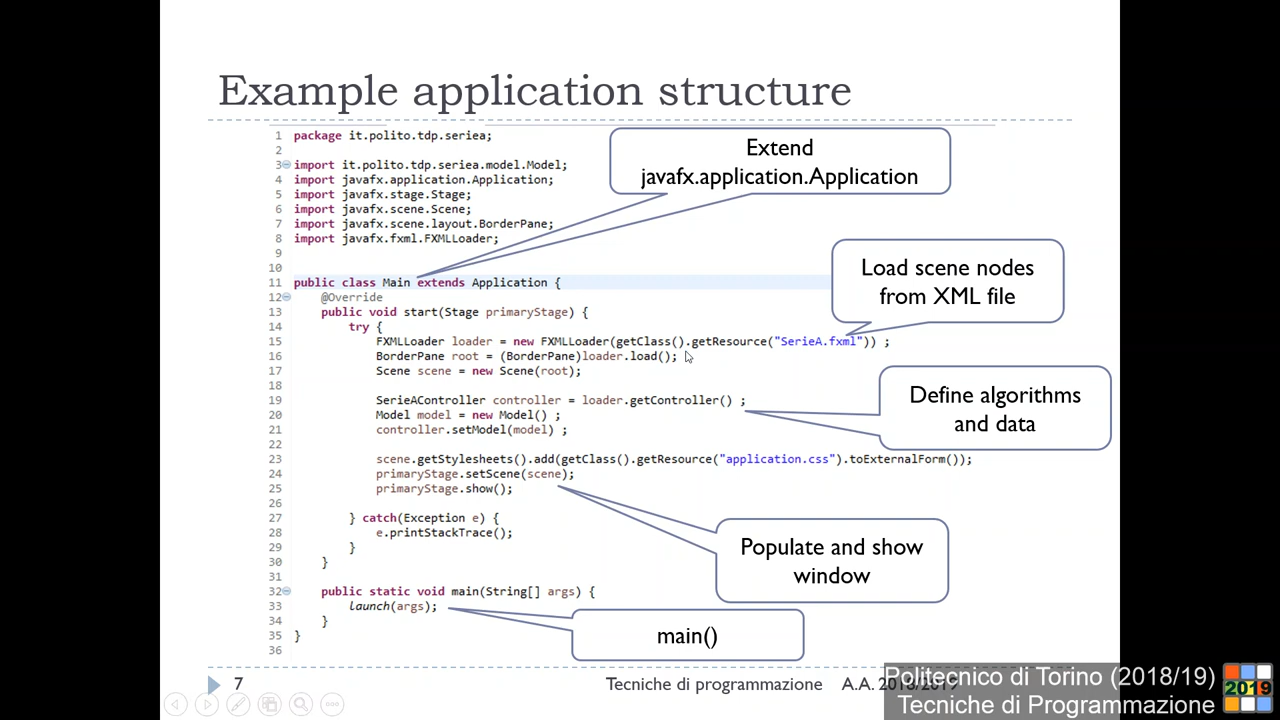 Example application structure
1 package it.polito.tdp.seriea;
2
3 import it.polito.tdp.seriea.model.Model;
4 import javafx.application.Application;
5 import javafx.stage.Stage;
6 import javafx.scene.Scene;
7 import javafx.scene.layout.BorderPane;
8 import javafx.fxml.FXMLLoader;
9
10
11 public class Main extends Application {
12 @Override
13 public void start(Stage primaryStage) {
14 try {
15 FXMLLoader loader = new FXMLLoader(getClass().getResource("SerieA.fxml")) ;
16 BorderPane root = (BorderPane)loader.load();
17 Scene scene = new Scene(root);
18
19 SerieAController controller = loader.getController() ;
20 Model model = new Model() ;
21 controller.setModel(model) ;
22
23 scene.getStylesheets().add(getClass().getResource("application.css").toExternalForm());
24 primaryStage.setScene(scene);
25 primaryStage.show();
26
27 } catch(Exception e) {
28 e.printStackTrace();
29 }
30 }
31
32 public static void main(String[] args) {
33 launch(args);
34 }
35 }
36
Extend
javafx.application.Application
Load scene nodes
from XML file
Define algorithms
and data
Populate and show
window
main()
7 Tecniche di programmazione A.A. 2018/2019
Politecnico di Torino (2018/19)
Tecniche di Programmazione
2019